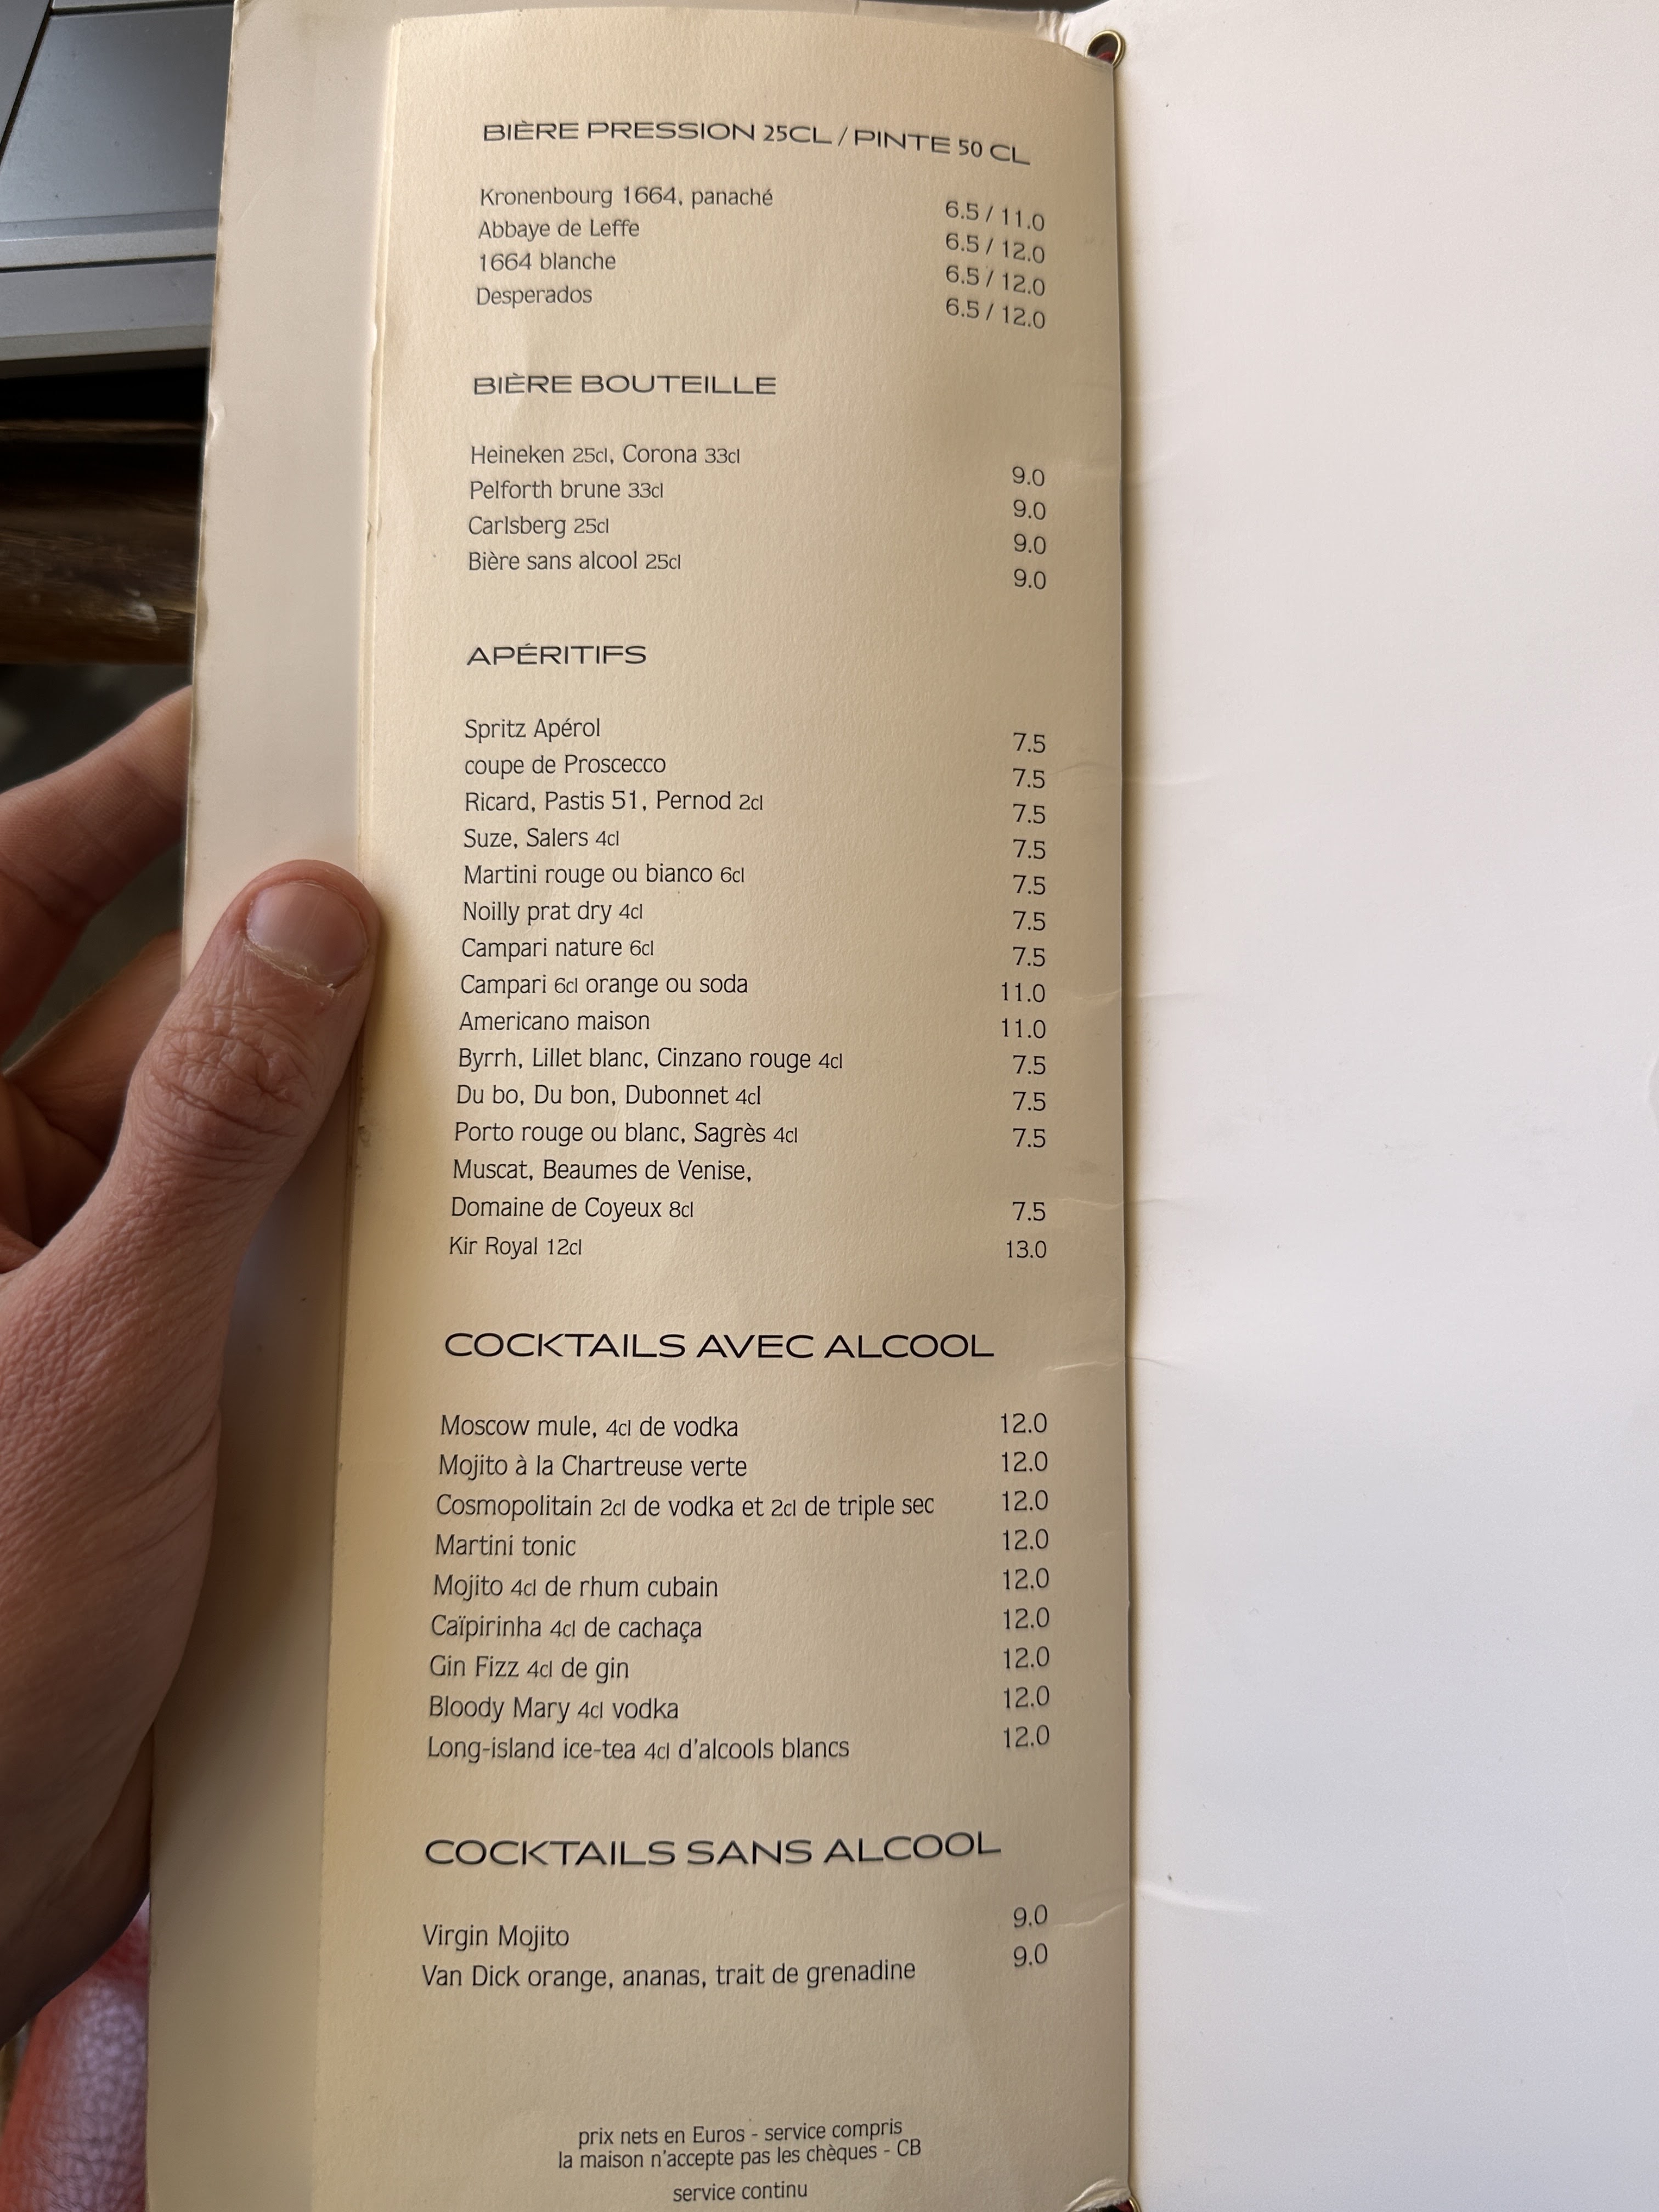 BIÈRE PRESSION 25CL / PINTE 50 CL
Kronenbourg 1664, panaché 6.5 / 11.0
Abbaye de Leffe 6.5 / 12.0
1664 blanche 6.5 / 12.0
Desperados 6.5 / 12.0
BIÈRE BOUTEILLE
Heineken 25cl, Corona 33cl 9.0
Pelforth brune 33cl 9.0
Carlsberg 25cl 9.0
Bière sans alcool 25cl 9.0
APÉRITIFS
Spritz Apérol 7.5
coupe de Proscecco 7.5
Ricard, Pastis 51, Pernod 2cl 7.5
Suze, Salers 4cl 7.5
Martini rouge ou bianco 6cl 7.5
Noilly prat dry 4cl 7.5
Campari nature 6cl 7.5
Campari 6cl orange ou soda 11.0
Americano maison 11.0
Byrrh, Lillet blanc, Cinzano rouge 4cl 7.5
Du bo, Du bon, Dubonnet 4cl 7.5
Porto rouge ou blanc, Sagrès 4cl 7.5
Muscat, Beaumes de Venise,
Domaine de Coyeux 8cl 7.5
Kir Royal 12cl 13.0
COCKTAILS AVEC ALCOOL
Moscow mule, 4cl de vodka 12.0
Mojito à la Chartreuse verte 12.0
Cosmopolitain 2cl de vodka et 2cl de triple sec 12.0
Martini tonic 12.0
Mojito 4cl de rhum cubain 12.0
Caïpirinha 4cl de cachaça 12.0
Gin Fizz 4cl de gin 12.0
Bloody Mary 4cl vodka 12.0
Long-island ice-tea 4cl d'alcools blancs 12.0
COCKTAILS SANS ALCOOL
Virgin Mojito 9.0
Van Dick orange, ananas, trait de grenadine 9.0
prix nets en Euros - service compris
la maison n'accepte pas les chèques - CB
service continu